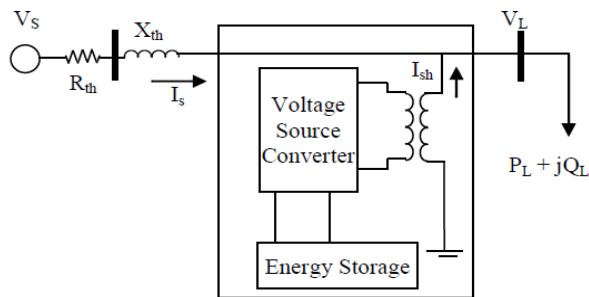 V_S
X_th
V_L
R_th
I_s
I_sh
Voltage
Source
Converter
P_L + jQ_L
Energy Storage